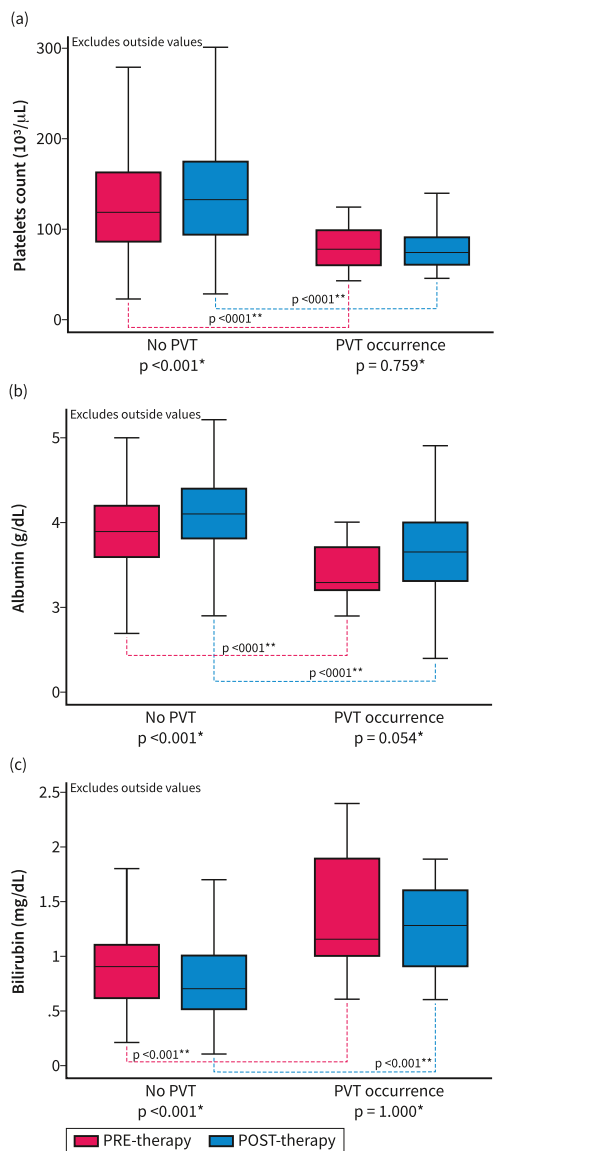 (a)
Excludes outside values
300
200
100
0
Platelets count (10³/µL)
p <0001**
p <0001**
No PVT
PVT occurrence
p <0.001*
p = 0.759*
(b)
Excludes outside values
5
4
3
0
Albumin (g/dL)
p <0001**
p <0001**
No PVT
PVT occurrence
p <0.001*
p = 0.054*
(c)
Excludes outside values
2.5
2
1.5
1
.5
0
Bilirubin (mg/dL)
p <0.001**
p <0.001**
No PVT
PVT occurrence
p <0.001*
p = 1.000*
PRE-therapy
POST-therapy